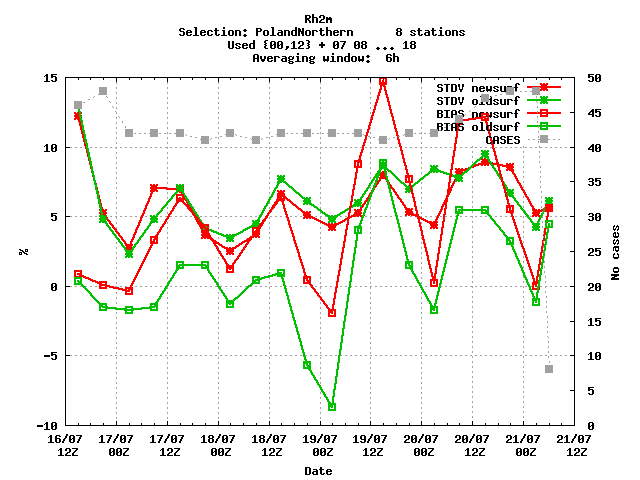 Rh2m
Selection: PolandNorthern 8 stations
Used {00,12} + 07 08 ... 18
Averaging window: 6h
STDV newsurf
STDV oldsurf
BIAS newsurf
BIAS oldsurf
CASES
15
10
5
0
-5
-10
%
50
45
40
35
30
25
20
15
10
5
0
No cases
16/07 17/07 17/07 18/07 18/07 19/07 19/07 20/07 20/07 21/07 21/07
12Z 00Z 12Z 00Z 12Z 00Z 12Z 00Z 12Z 00Z 12Z
Date